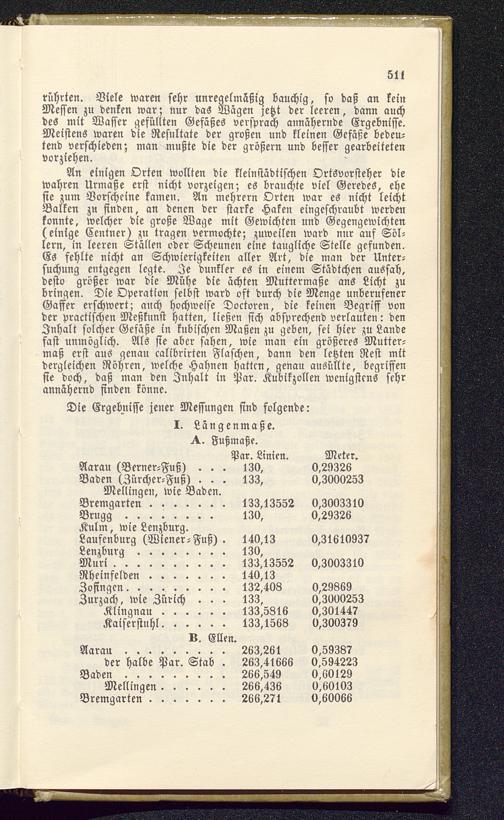 511
rührten. Viele waren sehr unregelmäßig bauchig, so daß an kein
Messen zu denken war; nur das Wägen jetzt der leeren, dann auch
des mit Wasser gefüllten Gefäßes versprach annähernde Ergebnisse.
Meistens waren die Resultate der großen und kleinen Gefäße bedeu-
tend verschieden; man mußte die der größern und besser gearbeiteten
vorziehen.
An einigen Orten wollten die kleinstädtischen Ortsvorsteher die
wahren Urmaße erst nicht vorzeigen; es brauchte viel Geredes, ehe
sie zum Vorscheine kamen. An mehrern Orten war es nicht leicht
Balken zu finden, an denen der starke Haken eingeschraubt werden
konnte, welcher die große Wage mit Gewichten und Gegengewichten
(einige Centner) zu tragen vermochte; zuweilen ward nur auf Söl-
lern, in leeren Ställen oder Scheunen eine taugliche Stelle gefunden.
Es fehlte nicht an Schwierigkeiten aller Art, die man der Unter-
suchung entgegen legte. Je dunkler es in einem Städtchen aussah,
desto größer war die Mühe die ächten Muttermaße ans Licht zu
bringen. Die Operation selbst ward oft durch die Menge unberufener
Gaffer erschwert; auch hochweise Doctoren, die keinen Begriff von
der practischen Meßkunst hatten, ließen sich absprechend verlauten: den
Inhalt solcher Gefäße in kubischen Maßen zu geben, sei hier zu Lande
fast unmöglich. Als sie aber sahen, wie man ein größeres Mutter-
maß erst aus genau calibrirten Flaschen, dann den letzten Rest mit
dergleichen Röhren, welche Hahnen hatten, genau ausfüllte, begriffen
sie doch, daß man den Inhalt in Par. Kubikzollen wenigstens sehr
annähernd finden könne.
Die Ergebnisse jener Messungen sind folgende:
I. Längenmaße.
A. Fußmaße.
Par. Linien. Meter.
Aarau (Berner-Fuß) . . . 130, 0,29326
Baden (Zürcher-Fuß) . . . 133, 0,3000253
Mellingen, wie Baden.
Bremgarten . . . . . . . 133,13552 0,3003310
Brugg . . . . . . . . 130, 0,29326
Kulm, wie Lenzburg.
Laufenburg (Wiener-Fuß) . 140,13 0,31610937
Lenzburg . . . . . . . 130,
Muri . . . . . . . . . 133,13552 0,3003310
Rheinfelden . . . . . . . 140,13
Zofingen. . . . . . . . 132,408 0,29869
Zurzach, wie Zürich . . . 133, 0,3000253
Klingnau . . . . . . 133,5816 0,301447
Kaiserstuhl. . . . . . 133,1568 0,300379
B. Ellen.
Aarau . . . . . . . . 263,261 0,59387
der halbe Par. Stab . 263,41666 0,594223
Baden . . . . . . . . 266,549 0,60129
Mellingen . . . . . . 266,436 0,60103
Bremgarten . . . . . . . 266,271 0,60066